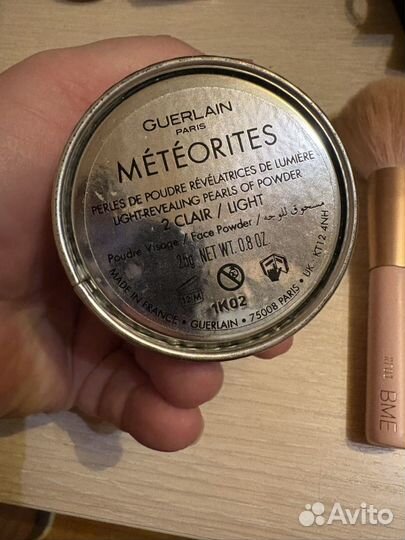 GUERLAIN
PARIS
MÉTÉORITES
PERLES DE POUDRE RÉVÉLATRICES DE LUMIÈRE
LIGHT-REVEALING PEARLS OF POWDER
2 CLAIR / LIGHT
Poudre Visage / Face Powder / مسحوق للوجه
25g NET WT. 0.8 OZ.
12 M
1K02
MADE IN FRANCE • GUERLAIN • 75008 PARIS • UK - KT12 4NH
BME
Avito